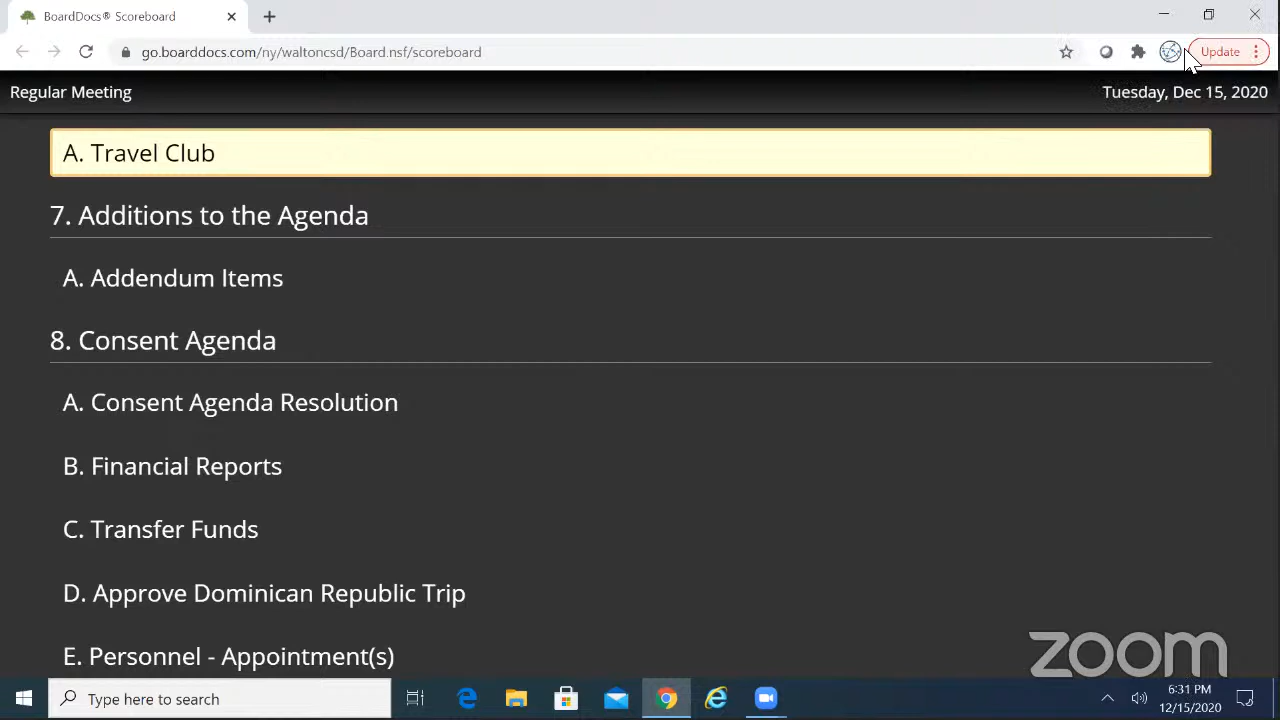 BoardDocs® Scoreboard
go.boarddocs.com/ny/waltoncsd/Board.nsf/scoreboard
Update
Regular Meeting
Tuesday, Dec 15, 2020
A. Travel Club
7. Additions to the Agenda
A. Addendum Items
8. Consent Agenda
A. Consent Agenda Resolution
B. Financial Reports
C. Transfer Funds
D. Approve Dominican Republic Trip
E. Personnel - Appointment(s)
zoom
Type here to search
6:31 PM
12/15/2020